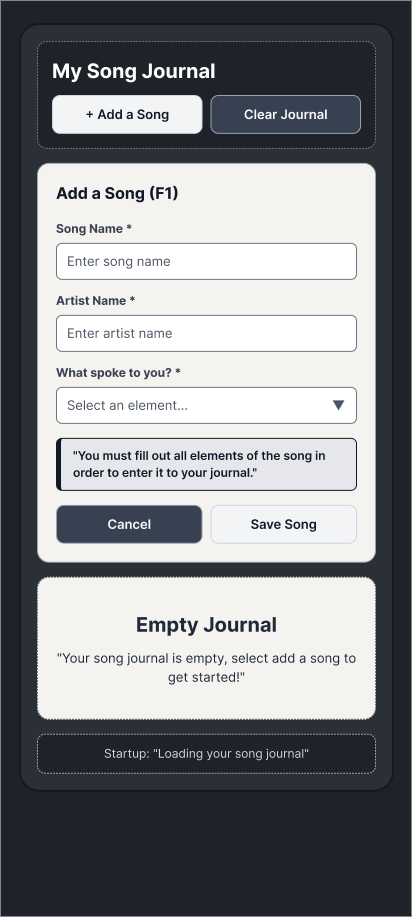 My Song Journal
+ Add a Song
Clear Journal
Add a Song (F1)
Song Name *
Enter song name
Artist Name *
Enter artist name
What spoke to you? *
Select an element...
"You must fill out all elements of the song in
order to enter it to your journal."
Cancel
Save Song
Empty Journal
"Your song journal is empty, select add a song to
get started!"
Startup: "Loading your song journal"